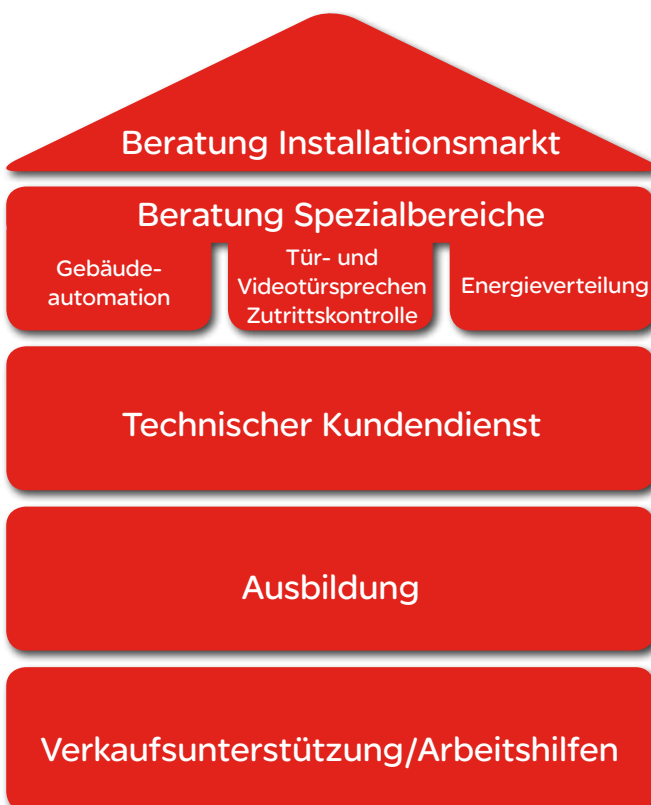 Beratung Installationsmarkt
Beratung Spezialbereiche
Gebäude-
automation
Tür- und
Videotürsprechen
Zutrittskontrolle
Energieverteilung
Technischer Kundendienst
Ausbildung
Verkaufsunterstützung/Arbeitshilfen